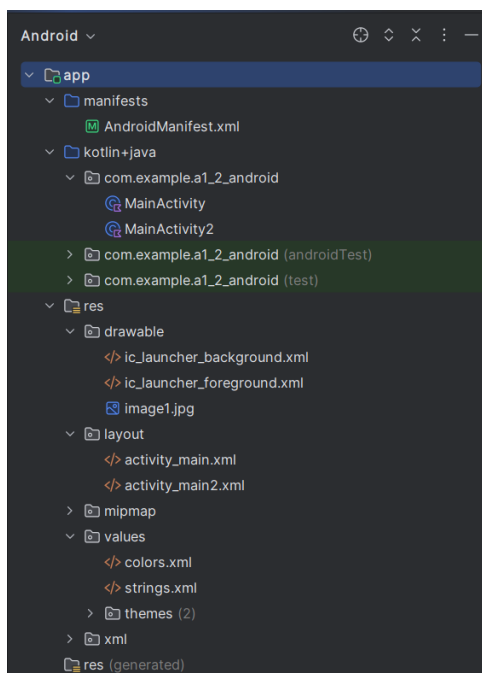 Android
app
manifests
AndroidManifest.xml
kotlin+java
com.example.a1_2_android
MainActivity
MainActivity2
com.example.a1_2_android (androidTest)
com.example.a1_2_android (test)
res
drawable
ic_launcher_background.xml
ic_launcher_foreground.xml
image1.jpg
layout
activity_main.xml
activity_main2.xml
mipmap
values
colors.xml
strings.xml
themes (2)
xml
res (generated)